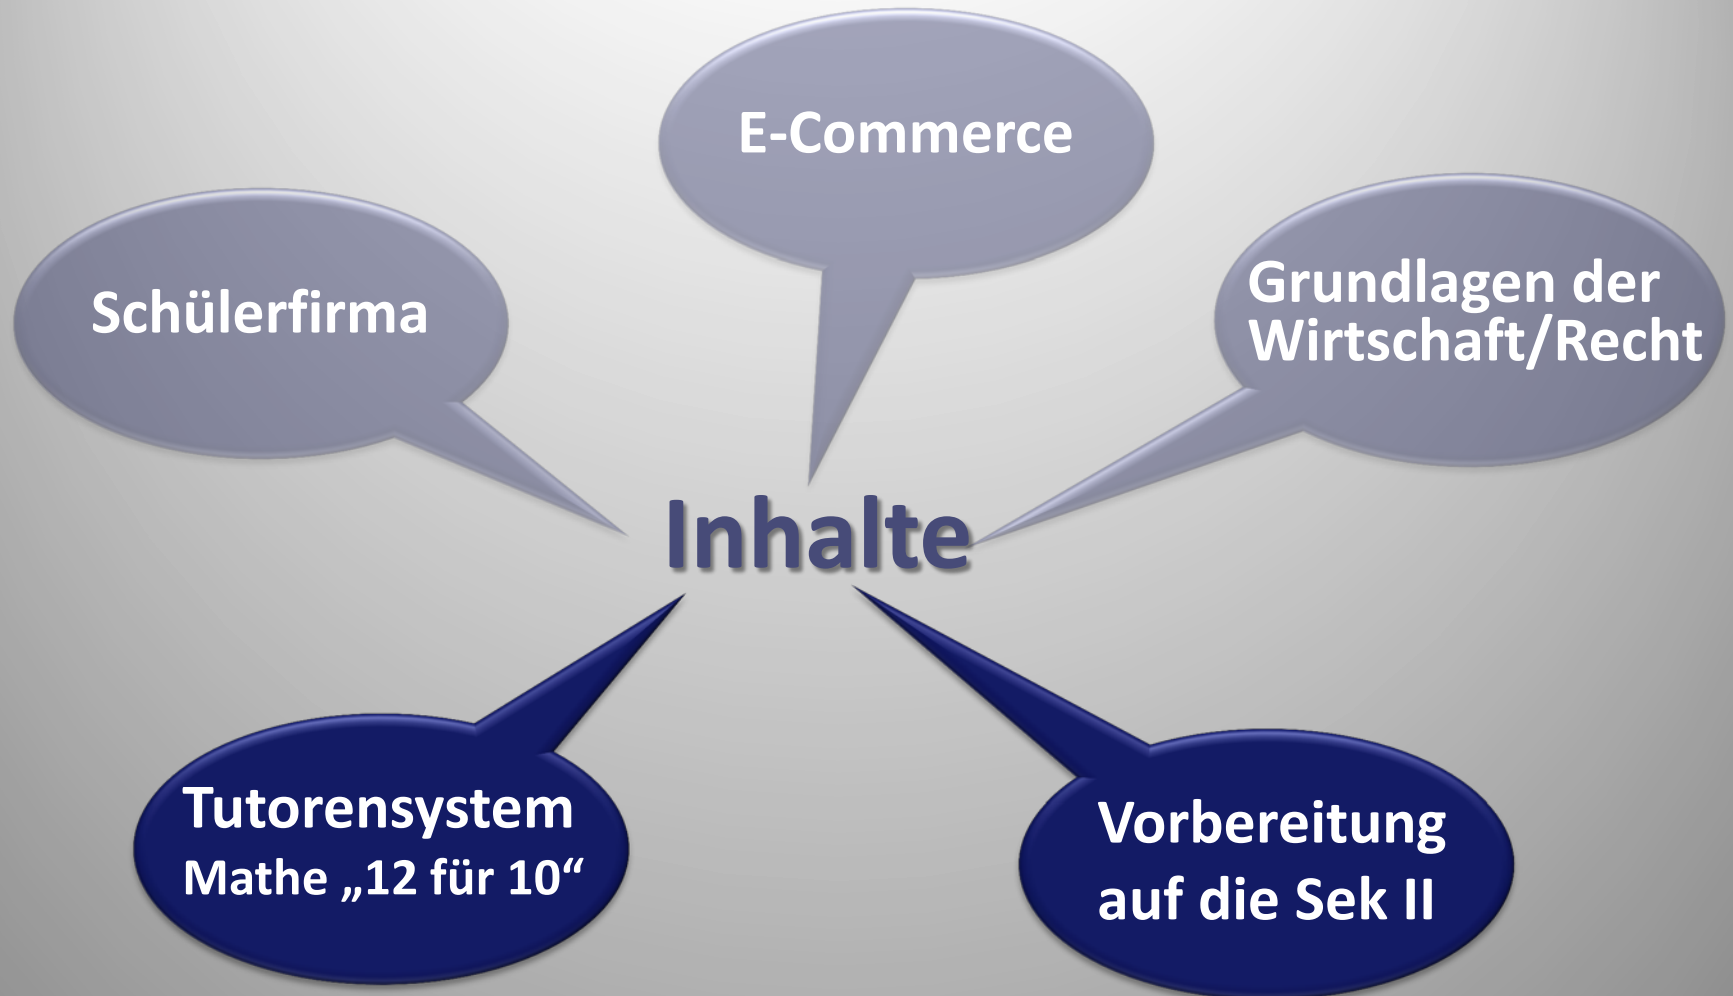 E-Commerce
Schülerfirma
Grundlagen der
Wirtschaft/Recht
Inhalte
Tutorensystem
Mathe „12 für 10“
Vorbereitung
auf die Sek II